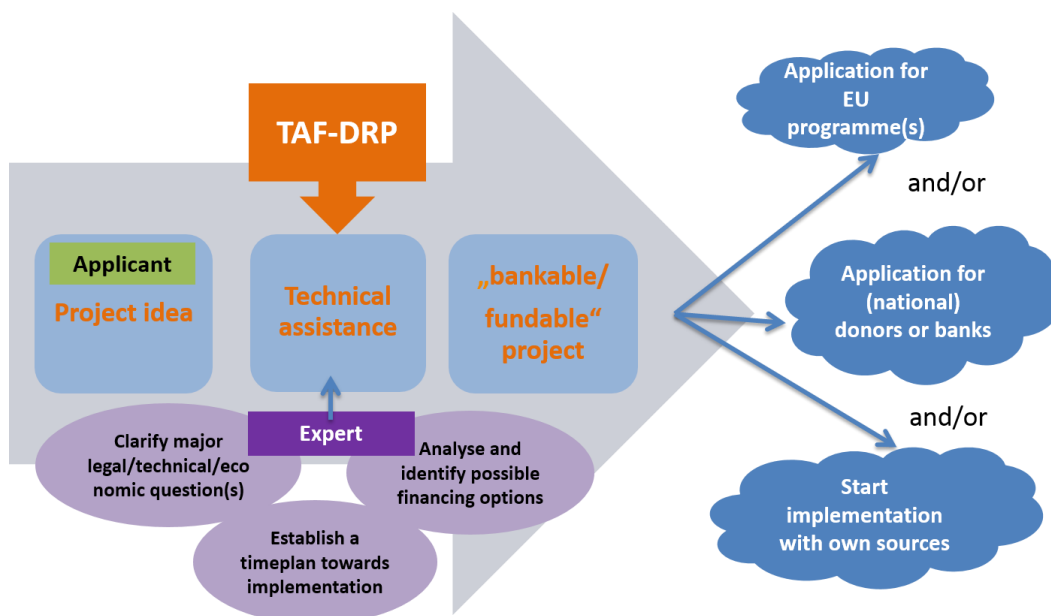 TAF-DRP
Applicant
Project idea
Technical
assistance
„bankable/
fundable“
project
Expert
Clarify major
legal/technical/eco
nomic question(s)
Analyse and
identify possible
financing options
Establish a
timeplan towards
implementation
Application for
EU
programme(s)
and/or
Application for
(national)
donors or banks
and/or
Start
implementation
with own sources